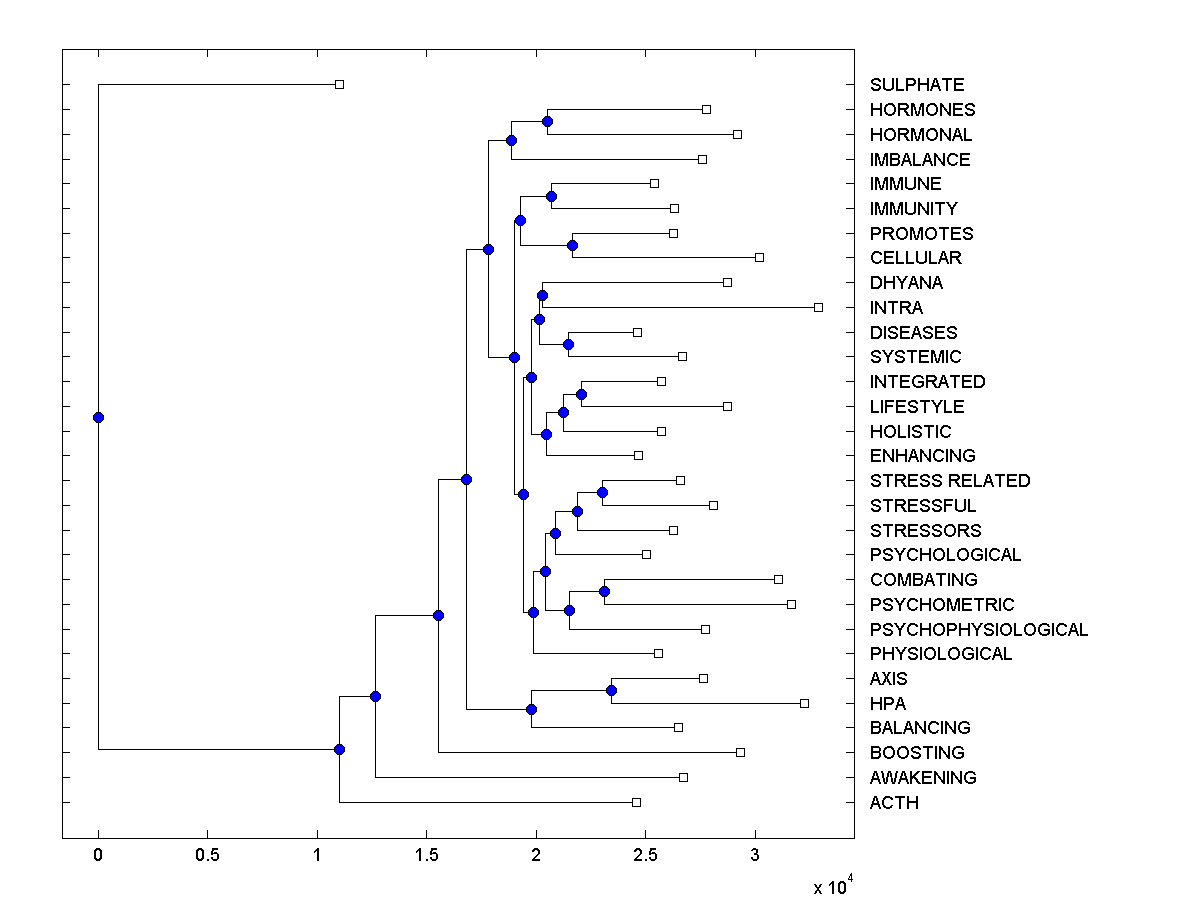 SULPHATE
HORMONES
HORMONAL
IMBALANCE
IMMUNE
IMMUNITY
PROMOTES
CELLULAR
DHYANA
INTRA
DISEASES
SYSTEMIC
INTEGRATED
LIFESTYLE
HOLISTIC
ENHANCING
STRESS RELATED
STRESSFUL
STRESSORS
PSYCHOLOGICAL
COMBATING
PSYCHOMETRIC
PSYCHOPHYSIOLOGICAL
PHYSIOLOGICAL
AXIS
HPA
BALANCING
BOOSTING
AWAKENING
ACTH
0 0.5 1 1.5 2 2.5 3
x 10^4